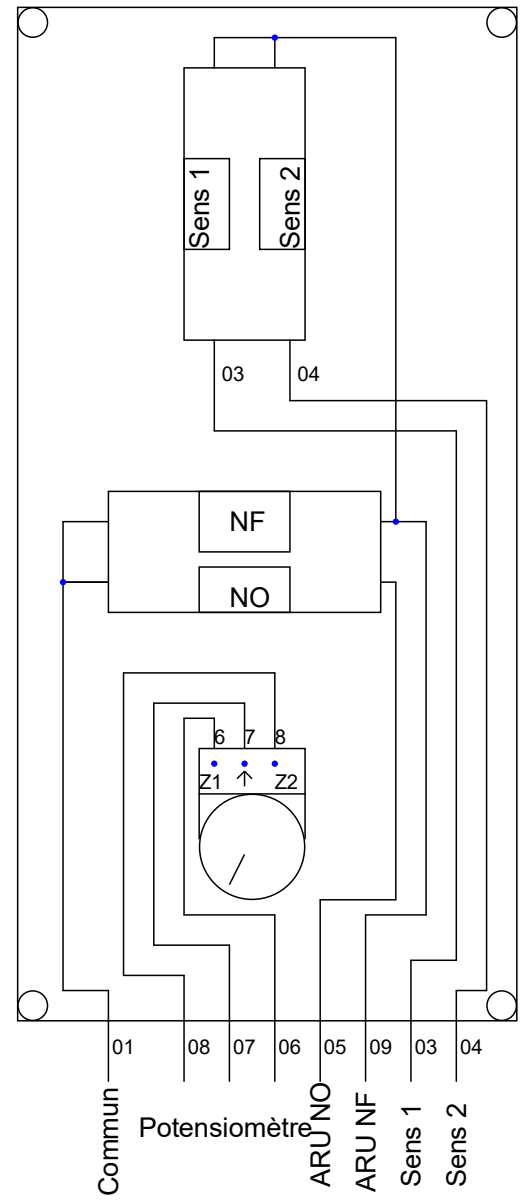 Sens 1
Sens 2
03
04
NF
NO
6
7
8
Z1
Z2
01
08
07
06
05
09
03
04
Commun
Potensiomètre
ARU NO
ARU NF
Sens 1
Sens 2